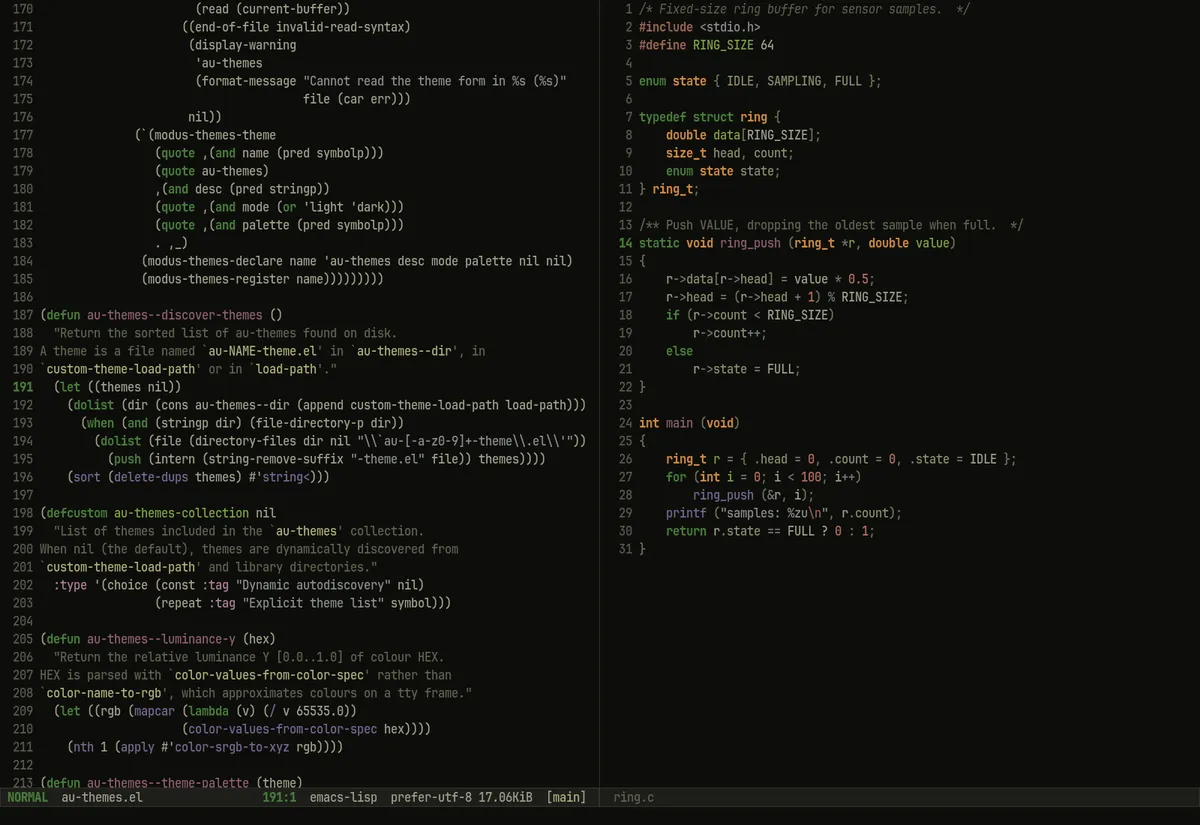 170                        (read (current-buffer))
171                      ((end-of-file invalid-read-syntax)
172                       (display-warning
173                        'au-themes
174                        (format-message "Cannot read the theme form in %s (%s)"
175                                        file (car err)))
176                       nil))
177               (`(modus-themes-theme
178                  (quote ,(and name (pred symbolp)))
179                  (quote au-themes)
180                  ,(and desc (pred stringp))
181                  (quote ,(and mode (or 'light 'dark)))
182                  (quote ,(and palette (pred symbolp)))
183                  . ,_)
184                (modus-themes-declare name 'au-themes desc mode palette nil nil)
185                (modus-themes-register name)))))))))
186
187 (defun au-themes--discover-themes ()
188   "Return the sorted list of au-themes found on disk.
189 A theme is a file named `au-NAME-theme.el' in `au-themes--dir', in
190 `custom-theme-load-path' or in `load-path'."
191   (let ((themes nil))
192     (dolist (dir (cons au-themes--dir (append custom-theme-load-path load-path)))
193       (when (and (stringp dir) (file-directory-p dir))
194         (dolist (file (directory-files dir nil "\\`au-[-a-z0-9]+-theme\\.el\\'"))
195           (push (intern (string-remove-suffix "-theme.el" file)) themes))))
196     (sort (delete-dups themes) #'string<)))
197
198 (defcustom au-themes-collection nil
199   "List of themes included in the `au-themes' collection.
200 When nil (the default), themes are dynamically discovered from
201 `custom-theme-load-path' and library directories."
202   :type '(choice (const :tag "Dynamic autodiscovery" nil)
203                  (repeat :tag "Explicit theme list" symbol)))
204
205 (defun au-themes--luminance-y (hex)
206   "Return the relative luminance Y [0.0..1.0] of colour HEX.
207 HEX is parsed with `color-values-from-color-spec' rather than
208 `color-name-to-rgb', which approximates colours on a tty frame."
209   (let ((rgb (mapcar (lambda (v) (/ v 65535.0))
210                      (color-values-from-color-spec hex))))
211     (nth 1 (apply #'color-srgb-to-xyz rgb))))
212
213 (defun au-themes--theme-palette (theme)
NORMAL  au-themes.el                  191:1  emacs-lisp  prefer-utf-8 17.06KiB  [main]
1 /* Fixed-size ring buffer for sensor samples.  */
2 #include <stdio.h>
3 #define RING_SIZE 64
4
5 enum state { IDLE, SAMPLING, FULL };
6
7 typedef struct ring {
8     double data[RING_SIZE];
9     size_t head, count;
10     enum state state;
11 } ring_t;
12
13 /** Push VALUE, dropping the oldest sample when full.  */
14 static void ring_push (ring_t *r, double value)
15 {
16     r->data[r->head] = value * 0.5;
17     r->head = (r->head + 1) % RING_SIZE;
18     if (r->count < RING_SIZE)
19         r->count++;
20     else
21         r->state = FULL;
22 }
23
24 int main (void)
25 {
26     ring_t r = { .head = 0, .count = 0, .state = IDLE };
27     for (int i = 0; i < 100; i++)
28         ring_push (&r, i);
29     printf ("samples: %zu\n", r.count);
30     return r.state == FULL ? 0 : 1;
31 }
ring.c